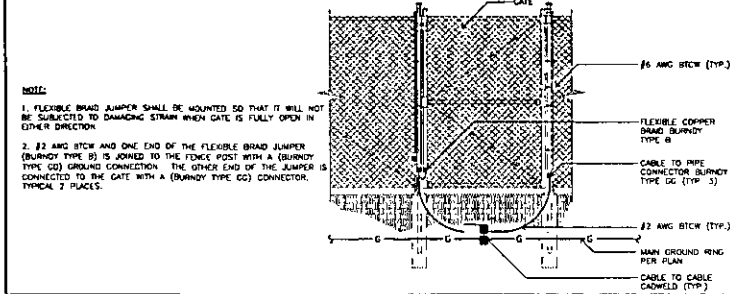 GATE
NOTE:
1. FLEXIBLE BRAID JUMPER SHALL BE MOUNTED SO THAT IT WILL NOT
BE SUBJECTED TO DAMAGING STRAIN WHEN GATE IS FULLY OPEN IN
EITHER DIRECTION
2. #2 AWG BTCW AND ONE END OF THE FLEXIBLE BRAID JUMPER
(BURNDY TYPE B) IS JOINED TO THE FENCE POST WITH A (BURNDY
TYPE GD) GROUND CONNECTION. THE OTHER END OF THE JUMPER IS
CONNECTED TO THE GATE WITH A (BURNDY TYPE GG) CONNECTOR.
TYPICAL 2 PLACES.
#6 AWG BTCW (TYP.)
FLEXIBLE COPPER
BRAID BURNDY
TYPE B
CABLE TO PIPE
CONNECTOR BURNDY
TYPE GG (TYP 3)
#2 AWG BTCW (TYP.)
G G G G
MAIN GROUND RING
PER PLAN
CABLE TO CABLE
CADWELD (TYP.)